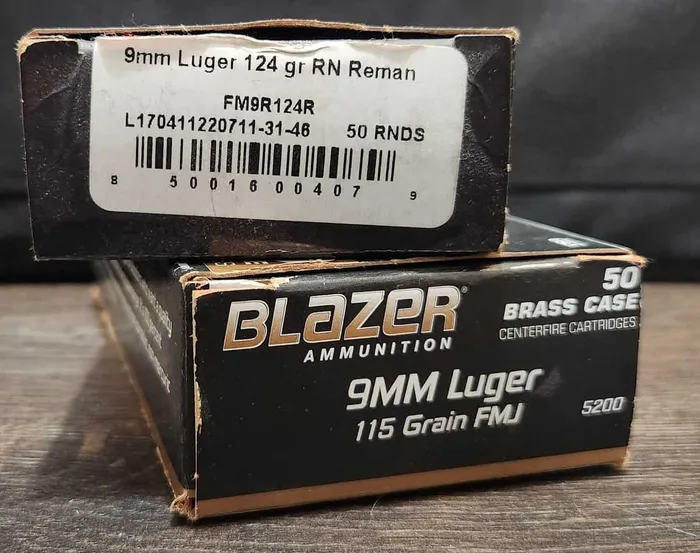 9mm Luger 124 gr RN Reman
FM9R124R
L170411220711-31-46 50 RNDS
8 50016 00407 9
BLAZER®
AMMUNITION
50
BRASS CASE
CENTERFIRE CARTRIDGES
9MM Luger
115 Grain FMJ
5200